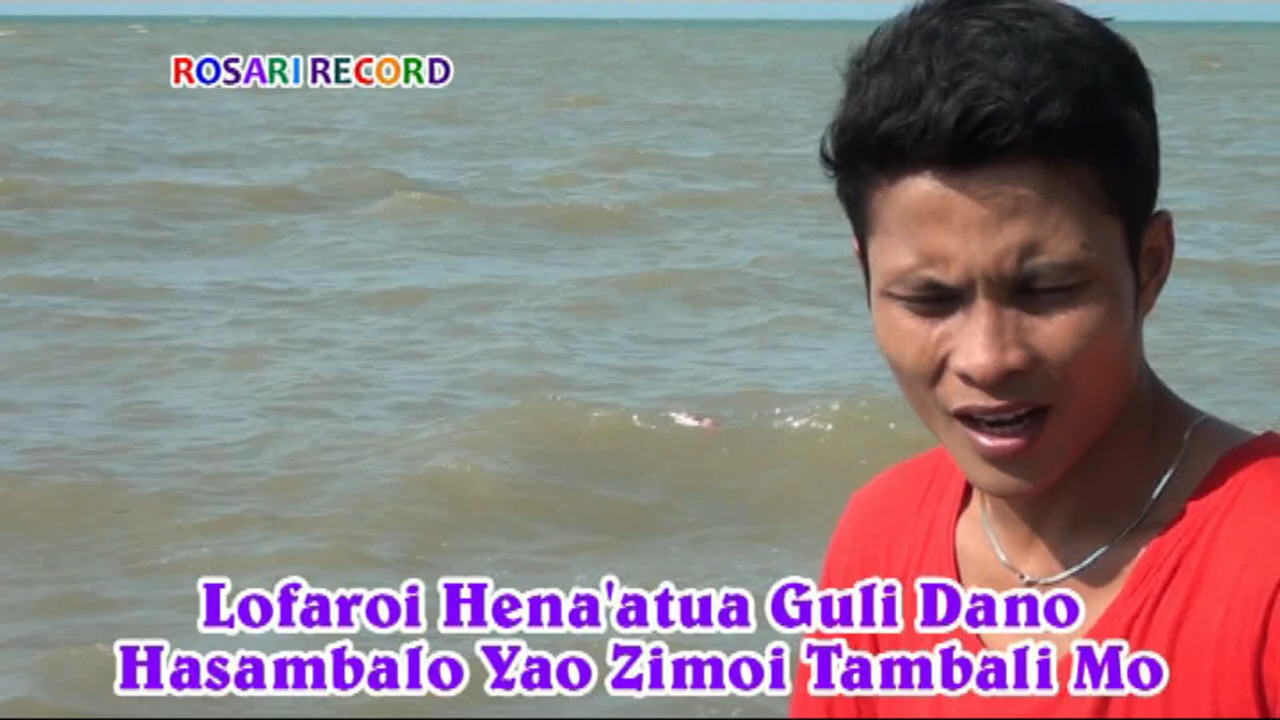 ROSARI RECORD
Lofaroi Hena'atua Guli Dano
Hasambalo Yao Zimoi Tambali Mo